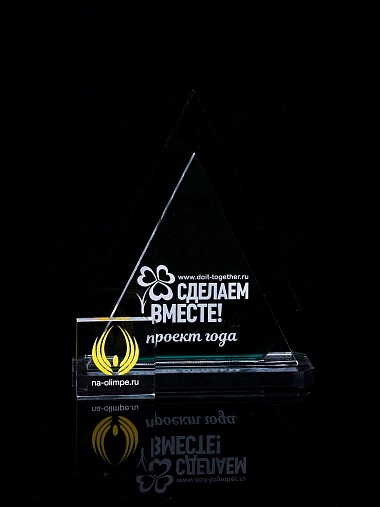 www.doit-together.ru
СДЕЛАЕМ
ВМЕСТЕ!
проект года
na-olimpe.ru